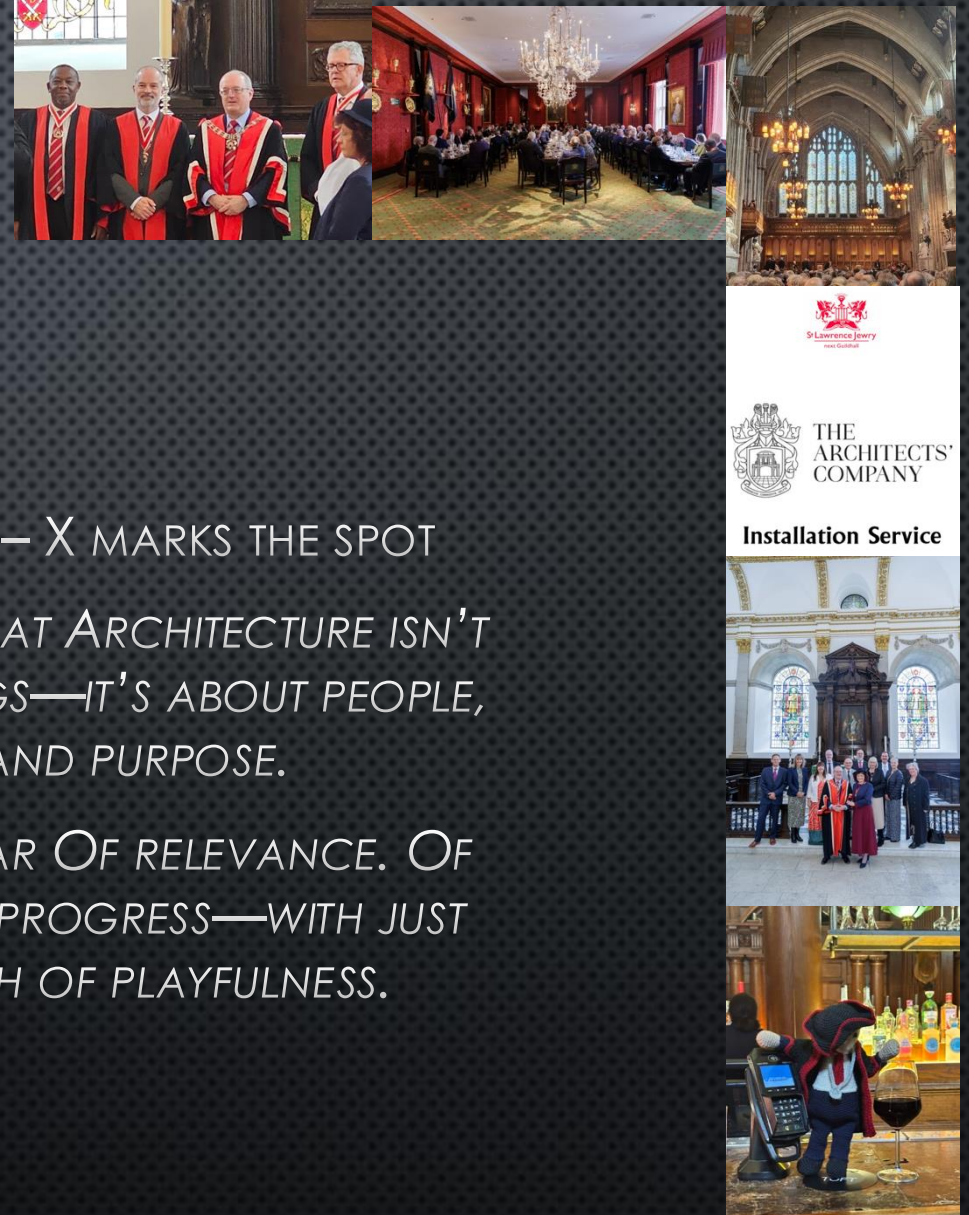 St Lawrence Jewry
next Guildhall
THE
ARCHITECTS'
COMPANY
Installation Service
– X MARKS THE SPOT
AT ARCHITECTURE ISN'T
GS—IT'S ABOUT PEOPLE,
AND PURPOSE.
AR OF RELEVANCE. OF
PROGRESS—WITH JUST
H OF PLAYFULNESS.